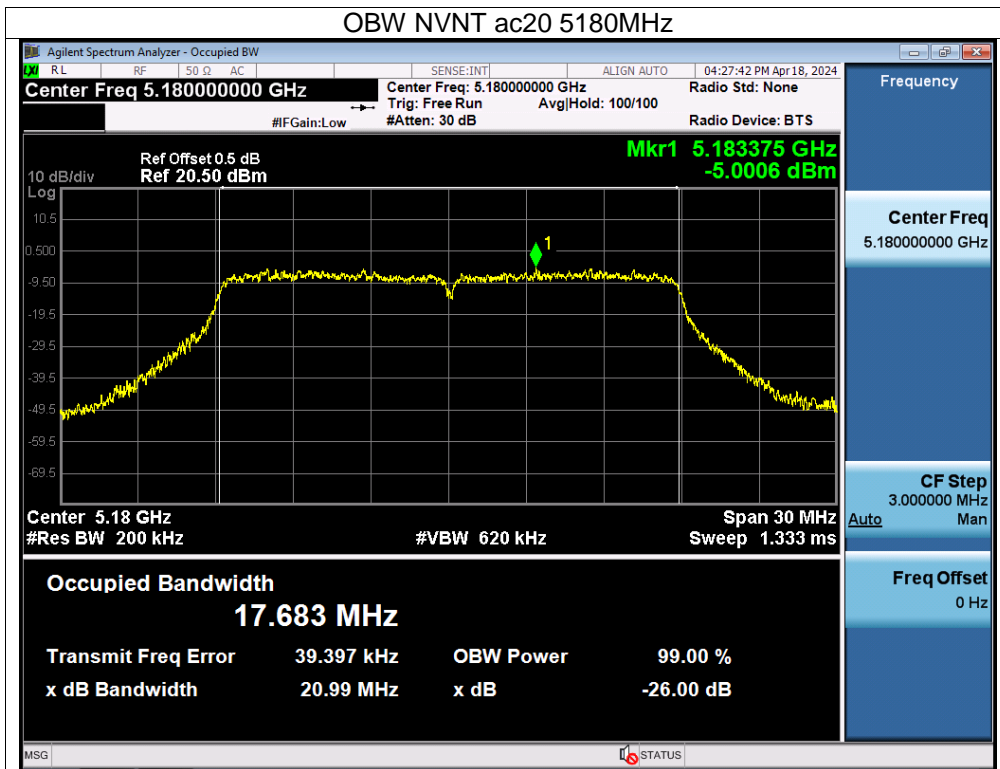 OBW NVNT ac20 5180MHz
Agilent Spectrum Analyzer - Occupied BW
LXI RL RF 50 Ω AC SENSE:INT ALIGN AUTO 04:27:42 PM Apr 18, 2024
Center Freq 5.180000000 GHz
#IFGain:Low
Center Freq: 5.180000000 GHz
Trig: Free Run Avg|Hold: 100/100
#Atten: 30 dB
Radio Std: None
Radio Device: BTS
Ref Offset 0.5 dB
10 dB/div Ref 20.50 dBm
Mkr1 5.183375 GHz
-5.0006 dBm
Log
10.5
0.500
-9.50
-19.5
-29.5
-39.5
-49.5
-59.5
-69.5
1
Center 5.18 GHz Span 30 MHz
#Res BW 200 kHz #VBW 620 kHz Sweep 1.333 ms
Occupied Bandwidth
17.683 MHz
Transmit Freq Error 39.397 kHz OBW Power 99.00 %
x dB Bandwidth 20.99 MHz x dB -26.00 dB
Frequency
Center Freq
5.180000000 GHz
CF Step
3.000000 MHz
Auto Man
Freq Offset
0 Hz
MSG STATUS